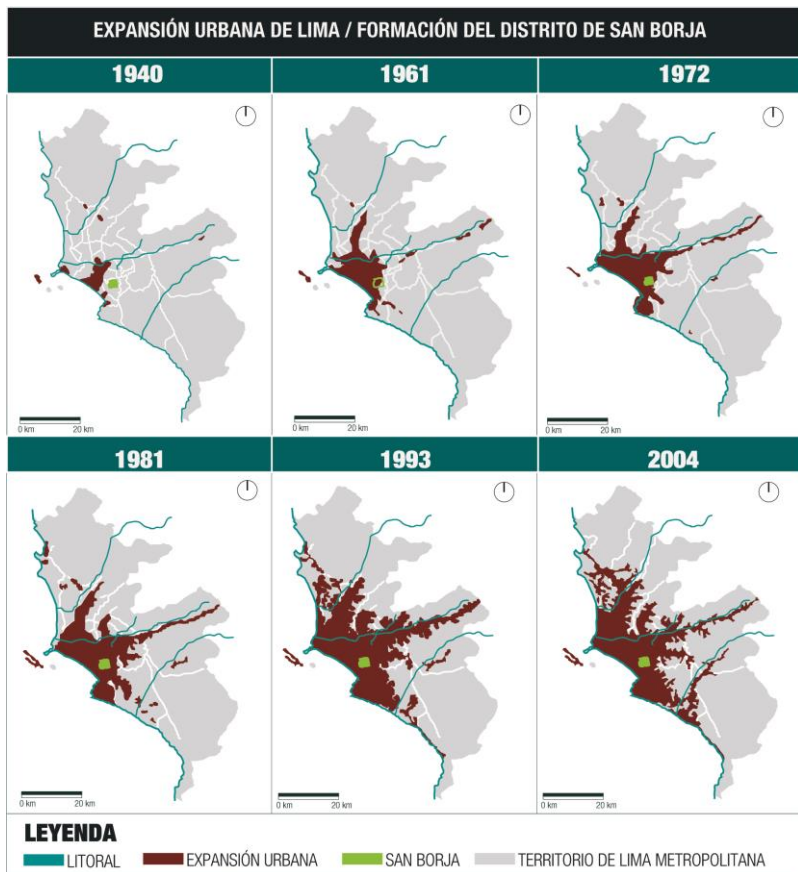 EXPANSIÓN URBANA DE LIMA / FORMACIÓN DEL DISTRITO DE SAN BORJA
1940 1961 1972
0 km 20 km 0 km 20 km 0 km 20 km
1981 1993 2004
0 km 20 km 0 km 20 km 0 km 20 km
LEYENDA
LITORAL EXPANSIÓN URBANA SAN BORJA TERRITORIO DE LIMA METROPOLITANA